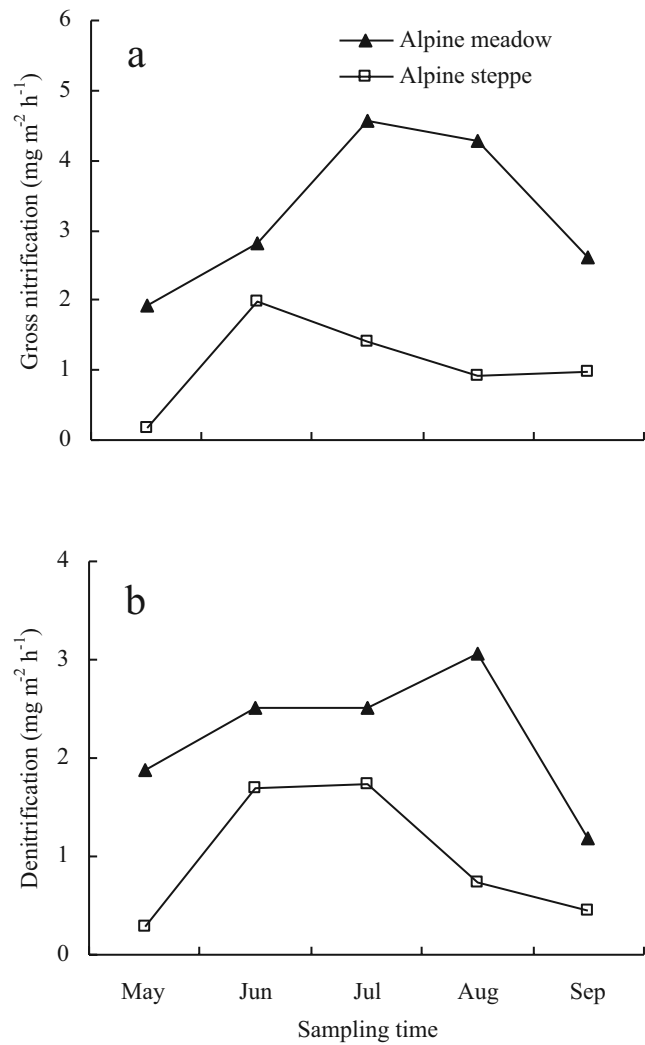 a
Alpine meadow
Alpine steppe
Gross nitrification (mg m-2 h-1)
6
5
4
3
2
1
0
b
Denitrification (mg m-2 h-1)
4
3
2
1
0
May Jun Jul Aug Sep
Sampling time